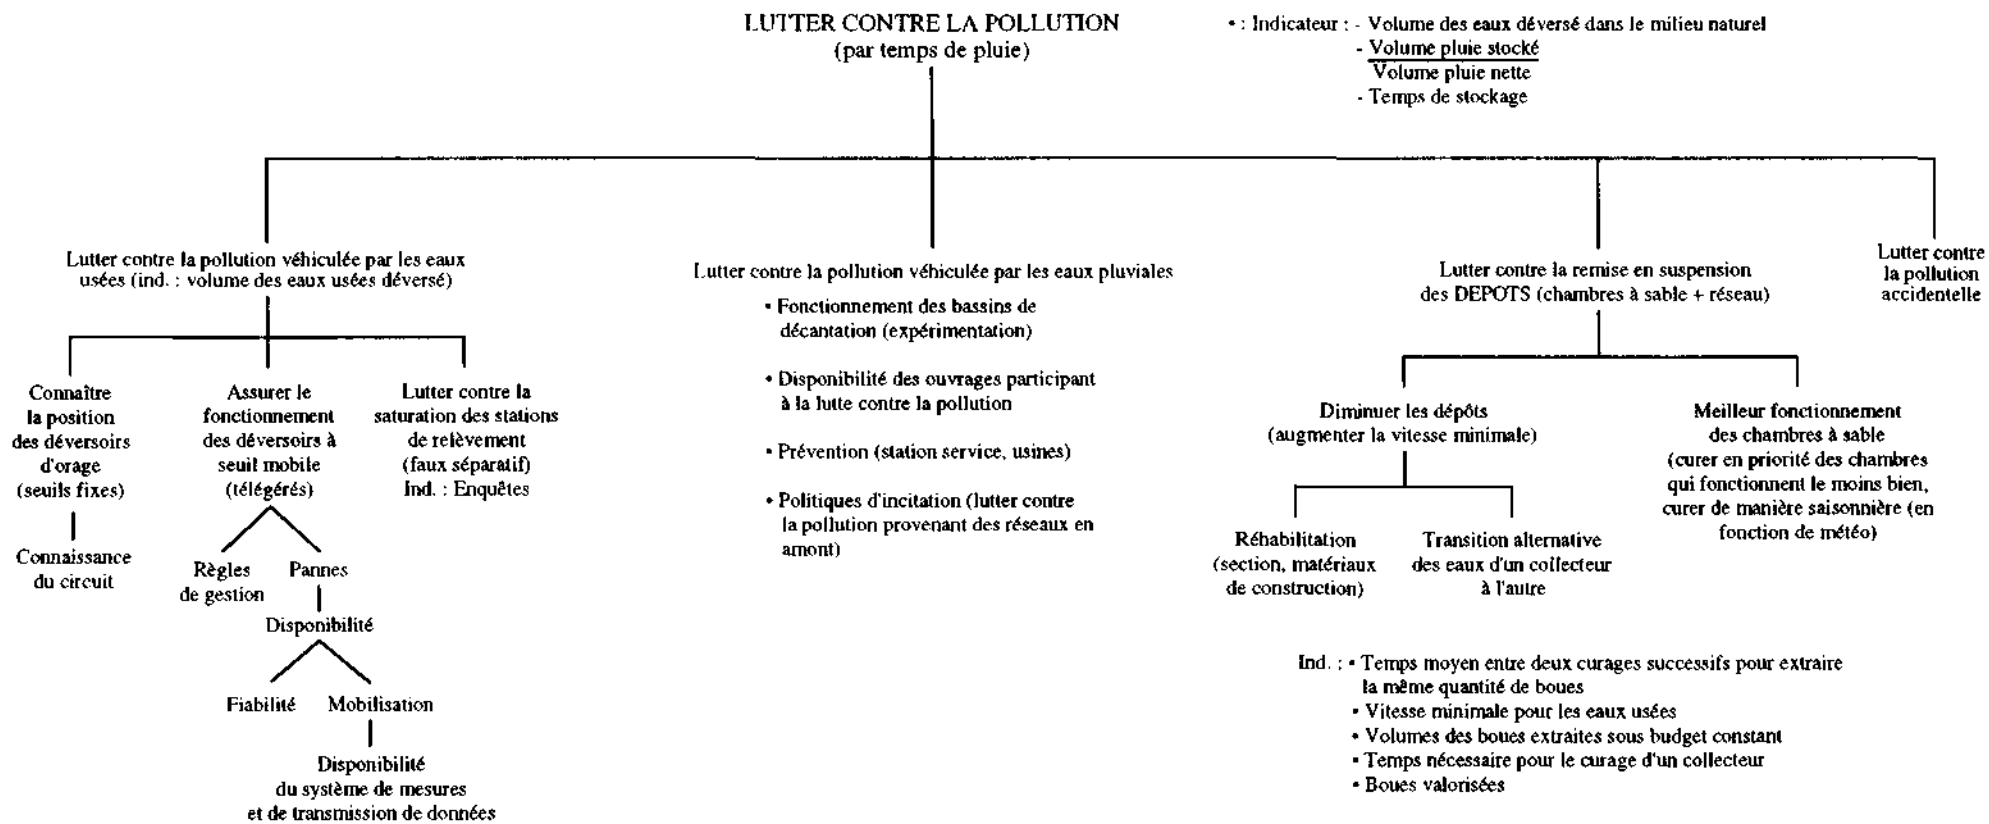 LUTTER CONTRE LA POLLUTION
(par temps de pluie)
• : Indicateur : - Volume des eaux déversé dans le milieu naturel
- Volume pluie stocké
Volume pluie nette
- Temps de stockage
Lutter contre la pollution véhiculée par les eaux
usées (ind. : volume des eaux usées déversé)
Connaître
la position
des déversoirs
d'orage
(seuils fixes)
Connaissance
du circuit
Assurer le
fonctionnement
des déversoirs à
seuil mobile
(télégérés)
Règles
de gestion
Pannes
Disponibilité
Fiabilité
Mobilisation
Disponibilité
du système de mesures
et de transmission de données
Lutter contre la
saturation des stations
de relèvement
(faux séparatif)
Ind. : Enquêtes
Lutter contre la pollution véhiculée par les eaux pluviales
• Fonctionnement des bassins de
décantation (expérimentation)
• Disponibilité des ouvrages participant
à la lutte contre la pollution
• Prévention (station service, usines)
• Politiques d'incitation (lutter contre
la pollution provenant des réseaux en
amont)
Lutter contre la remise en suspension
des DEPOTS (chambres à sable + réseau)
Diminuer les dépôts
(augmenter la vitesse minimale)
Réhabilitation
(section, matériaux
de construction)
Transition alternative
des eaux d'un collecteur
à l'autre
Meilleur fonctionnement
des chambres à sable
(curer en priorité des chambres
qui fonctionnent le moins bien,
curer de manière saisonnière (en
fonction de météo)
Ind. : • Temps moyen entre deux curages successifs pour extraire
la même quantité de boues
• Vitesse minimale pour les eaux usées
• Volumes des boues extraites sous budget constant
• Temps nécessaire pour le curage d'un collecteur
• Boues valorisées
Lutter contre
la pollution
accidentelle